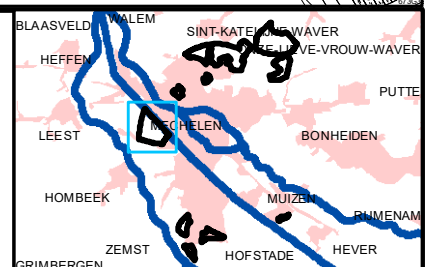 WALEM
BLAASVELD
SINT-KATELIJNE-WAVER
ONZE-LIEVE-VROUW-WAVER
HEFFEN
PUTTE
MECHELEN
LEEST
BONHEIDEN
HOMBEEK
MUIZEN
RIJMENAM
ZEMST
HOFSTADE
HEVER
GRIMBERGEN